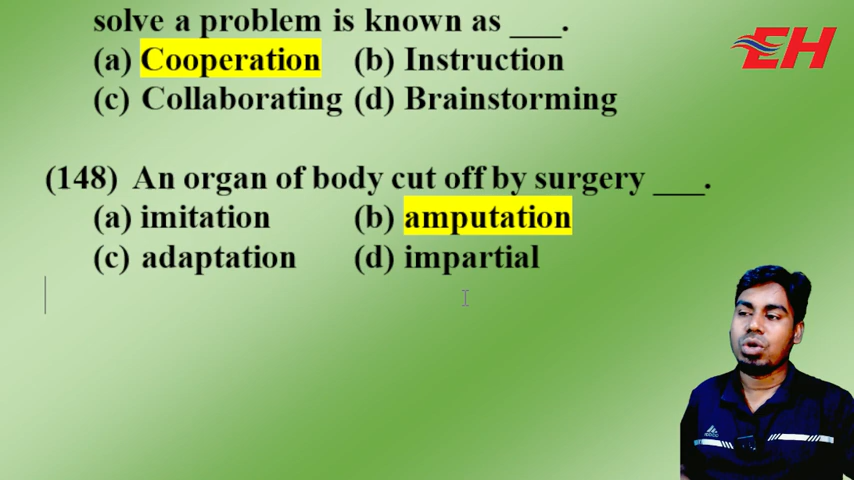 solve a problem is known as ___.
(a) Cooperation (b) Instruction
(c) Collaborating (d) Brainstorming
EH
(148) An organ of body cut off by surgery ___.
(a) imitation (b) amputation
(c) adaptation (d) impartial